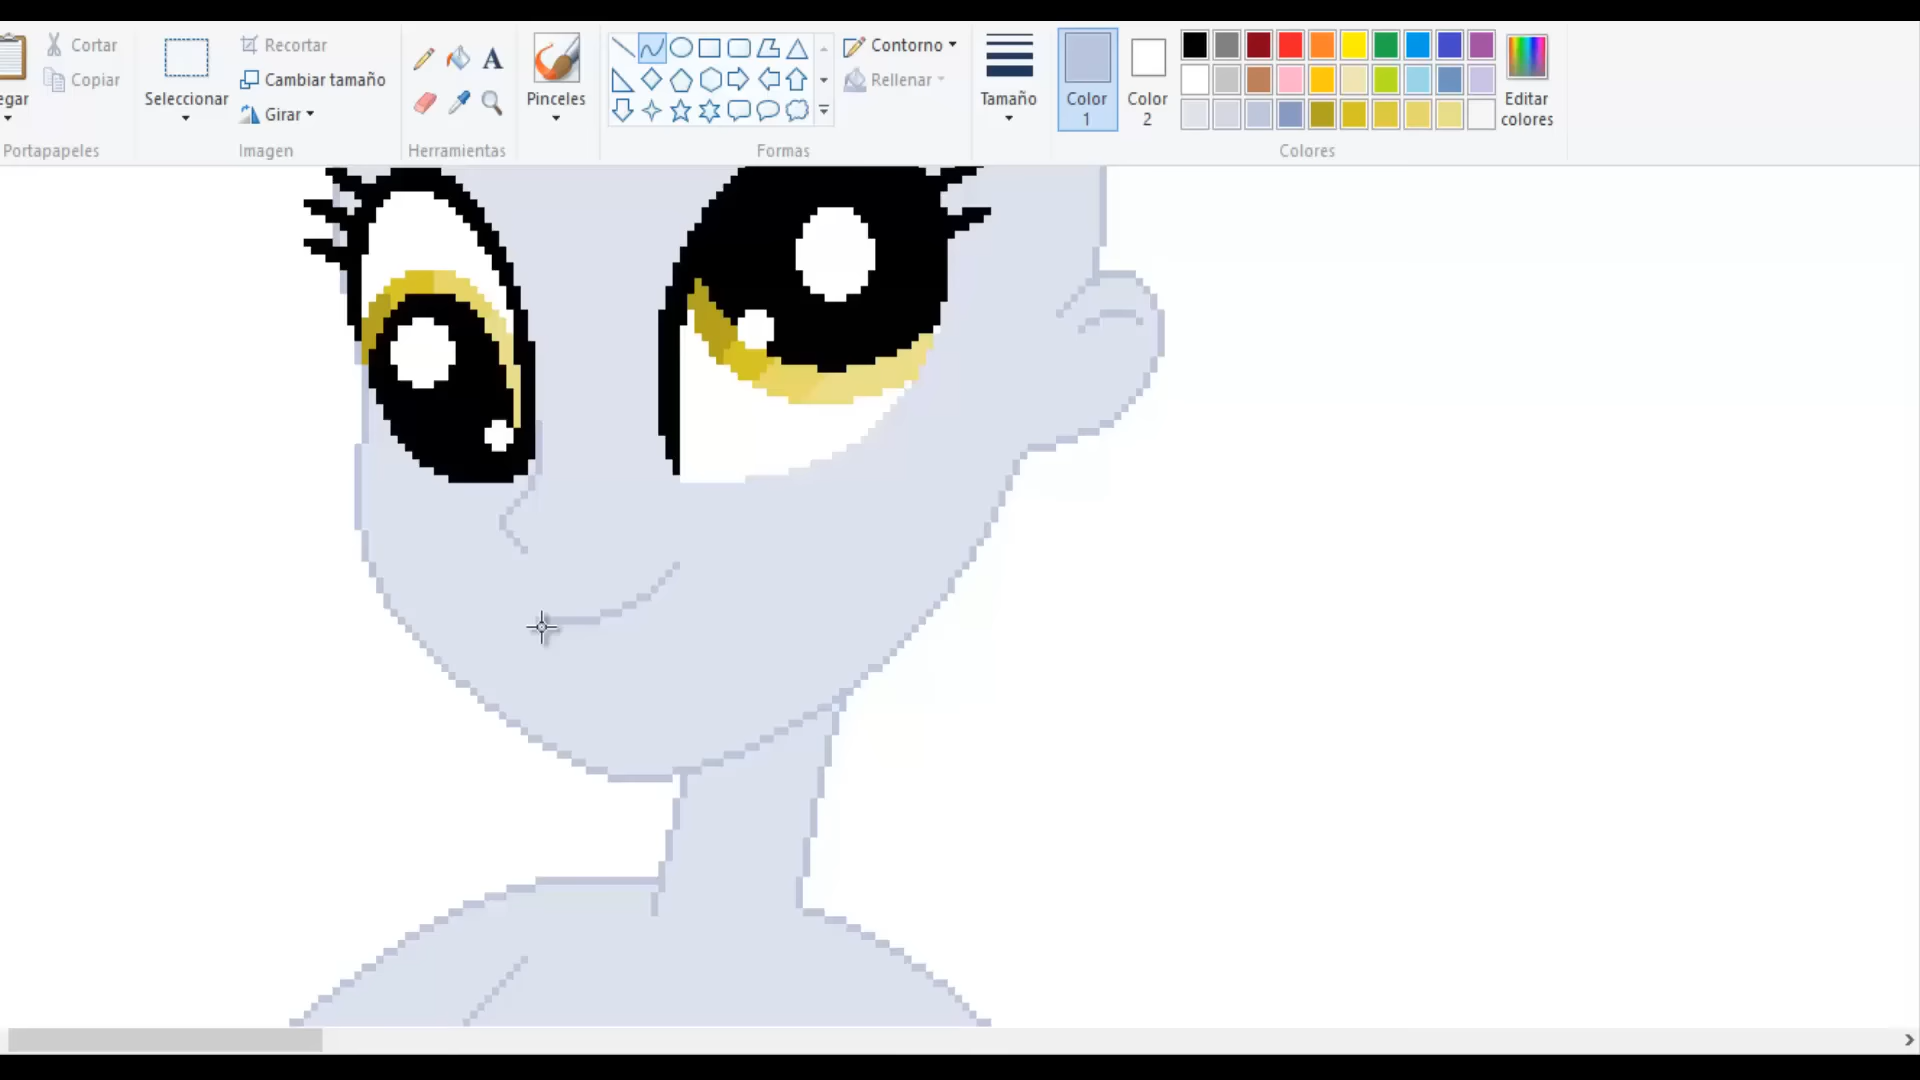 Cortar
Recortar
Contorno
Copiar
Cambiar tamaño
Rellenar
egar
Seleccionar
Girar
A
Pinceles
Tamaño
Color
1
Color
2
Editar
colores
Portapapeles
Imagen
Herramientas
Formas
Colores